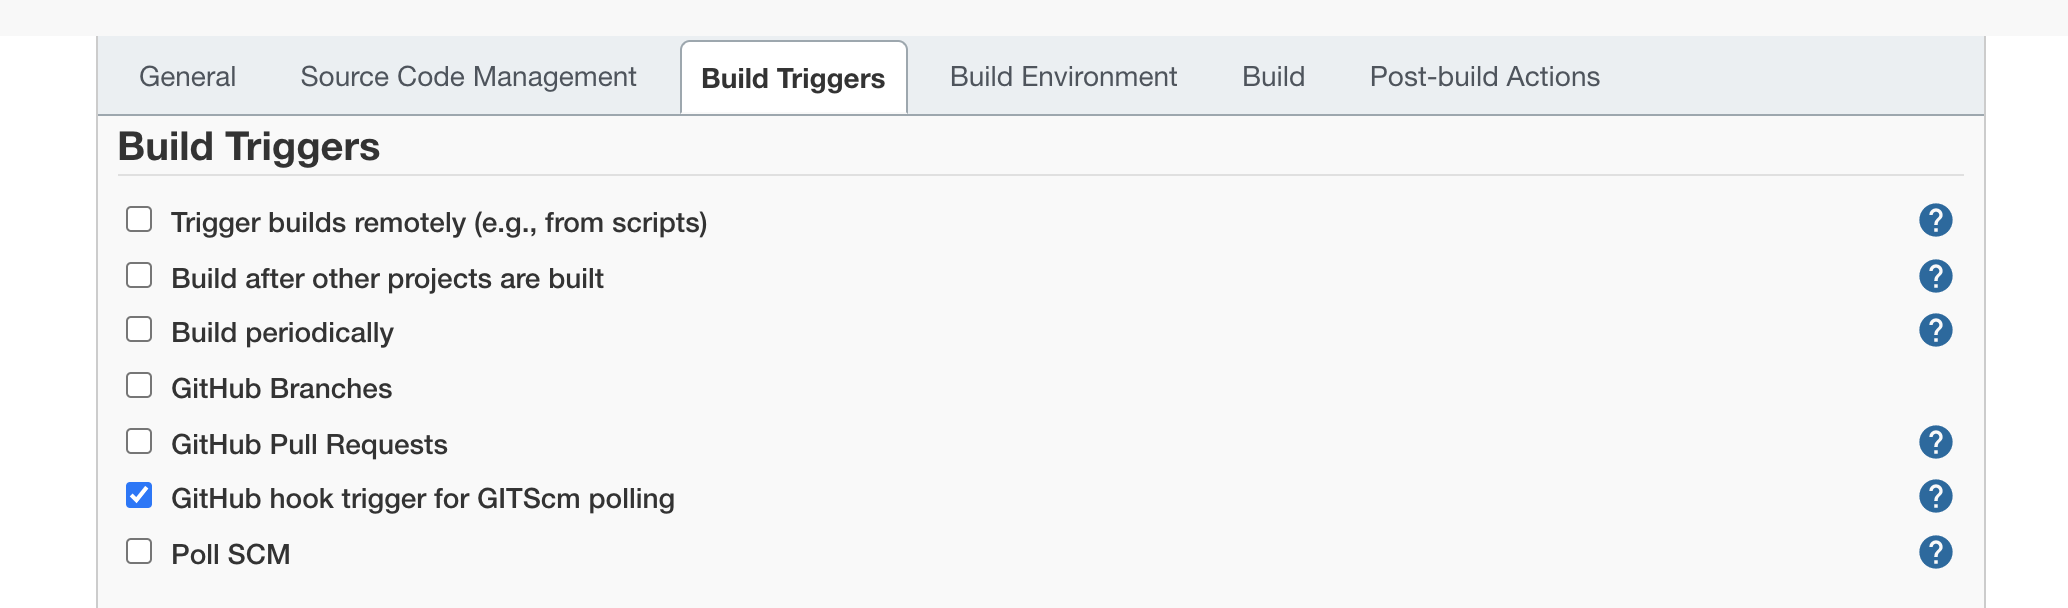 General Source Code Management Build Triggers Build Environment Build Post-build Actions
Build Triggers
Trigger builds remotely (e.g., from scripts) ?
Build after other projects are built ?
Build periodically ?
GitHub Branches
GitHub Pull Requests ?
GitHub hook trigger for GITScm polling ?
Poll SCM ?